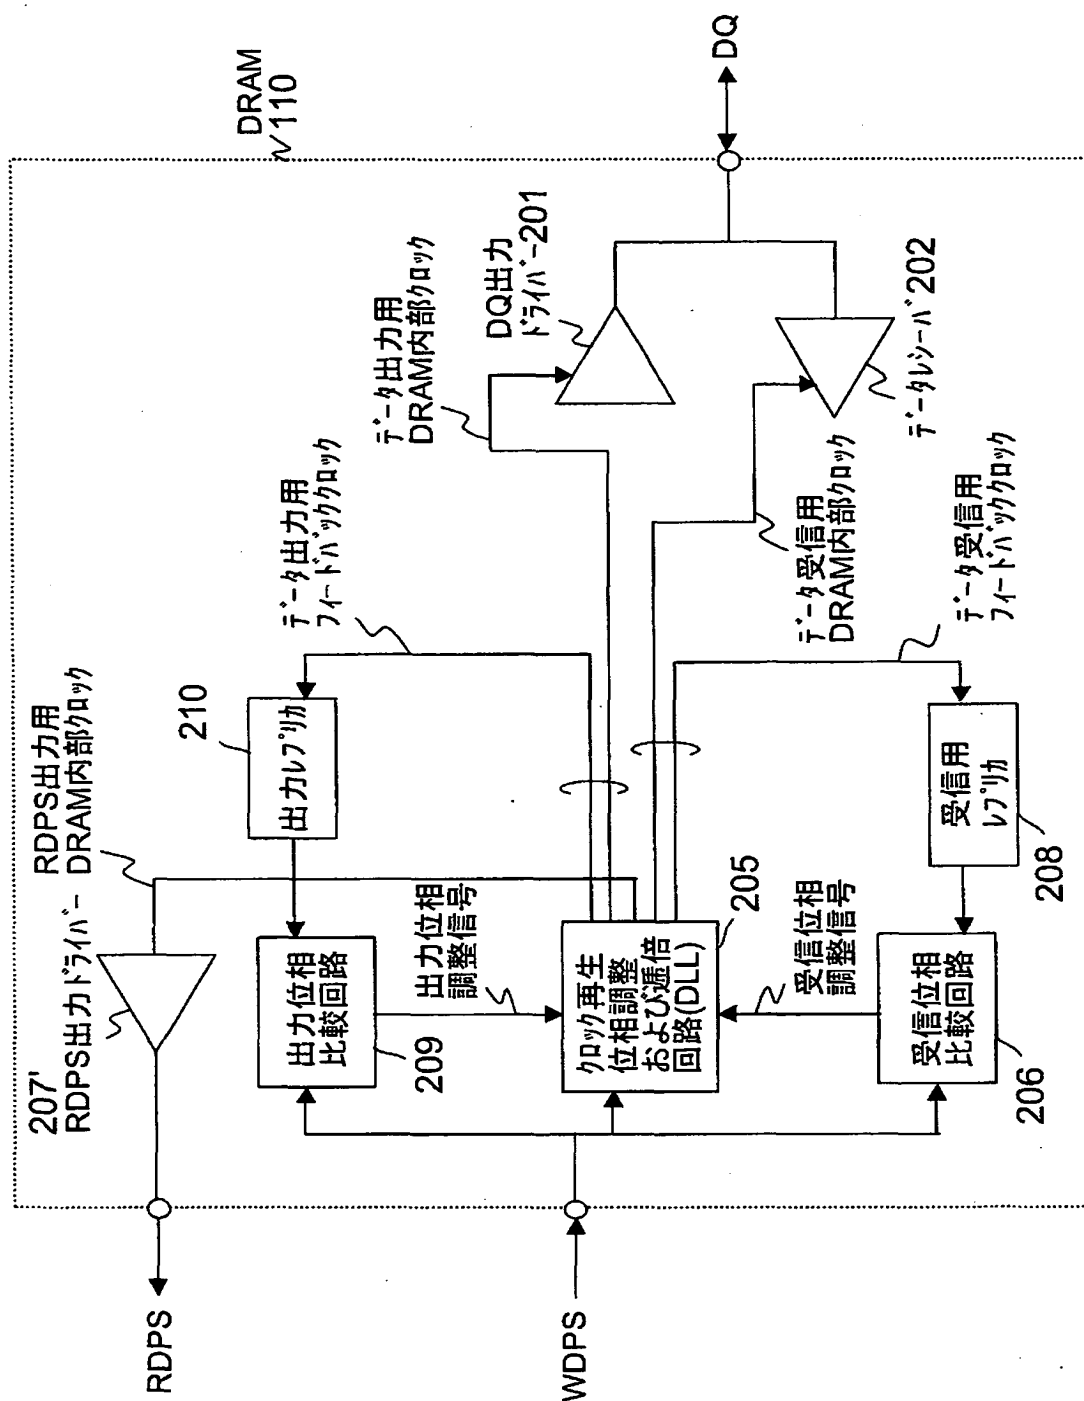 DRAM
110
DQ
DQ出力
ドライバー201
データレシーバ202
データ出力用
DRAM内部クロック
データ受信用
DRAM内部クロック
データ出力用
フィードバッククロック
データ受信用
フィードバッククロック
210
出力レプリカ
受信用
レプリカ
208
RDPS出力用
DRAM内部クロック
207'
RDPS出力ドライバー
出力位相
比較回路
209
出力位相
調整信号
クロック再生
位相調整
および逓倍
回路(DLL)
205
受信位相
調整信号
受信位相
比較回路
206
RDPS
WDPS